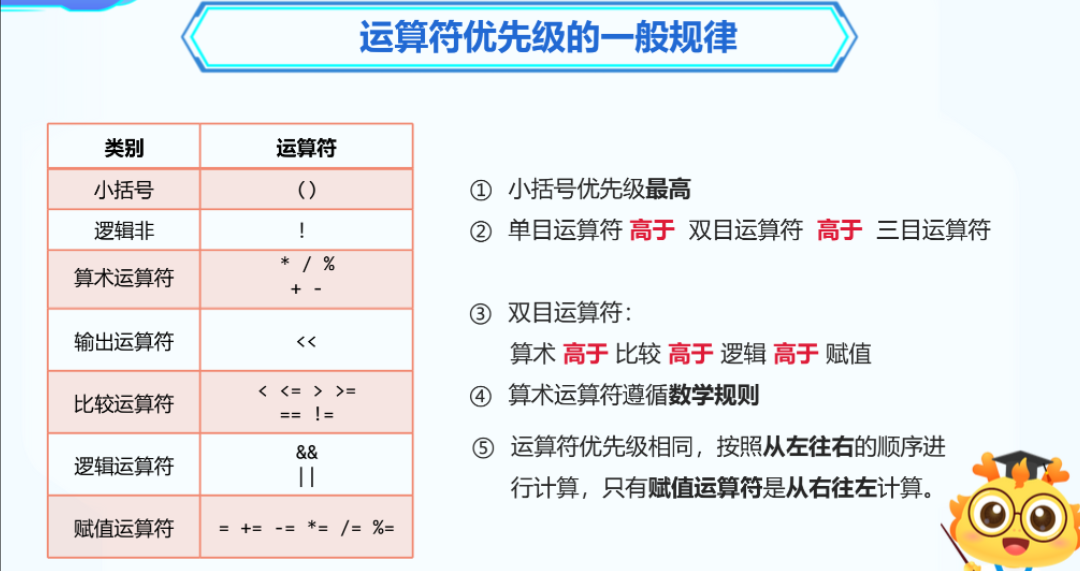 运算符优先级的一般规律
类别 运算符
小括号 ()
逻辑非 !
算术运算符 * / %
+ -
输出运算符 <<
比较运算符 < <= > >=
== !=
逻辑运算符 &&
||
赋值运算符 = += -= *= /= %=
① 小括号优先级最高
② 单目运算符 高于 双目运算符 高于 三目运算符
③ 双目运算符：
算术 高于 比较 高于 逻辑 高于 赋值
④ 算术运算符遵循数学规则
⑤ 运算符优先级相同，按照从左往右的顺序进
行计算，只有赋值运算符是从右往左计算。